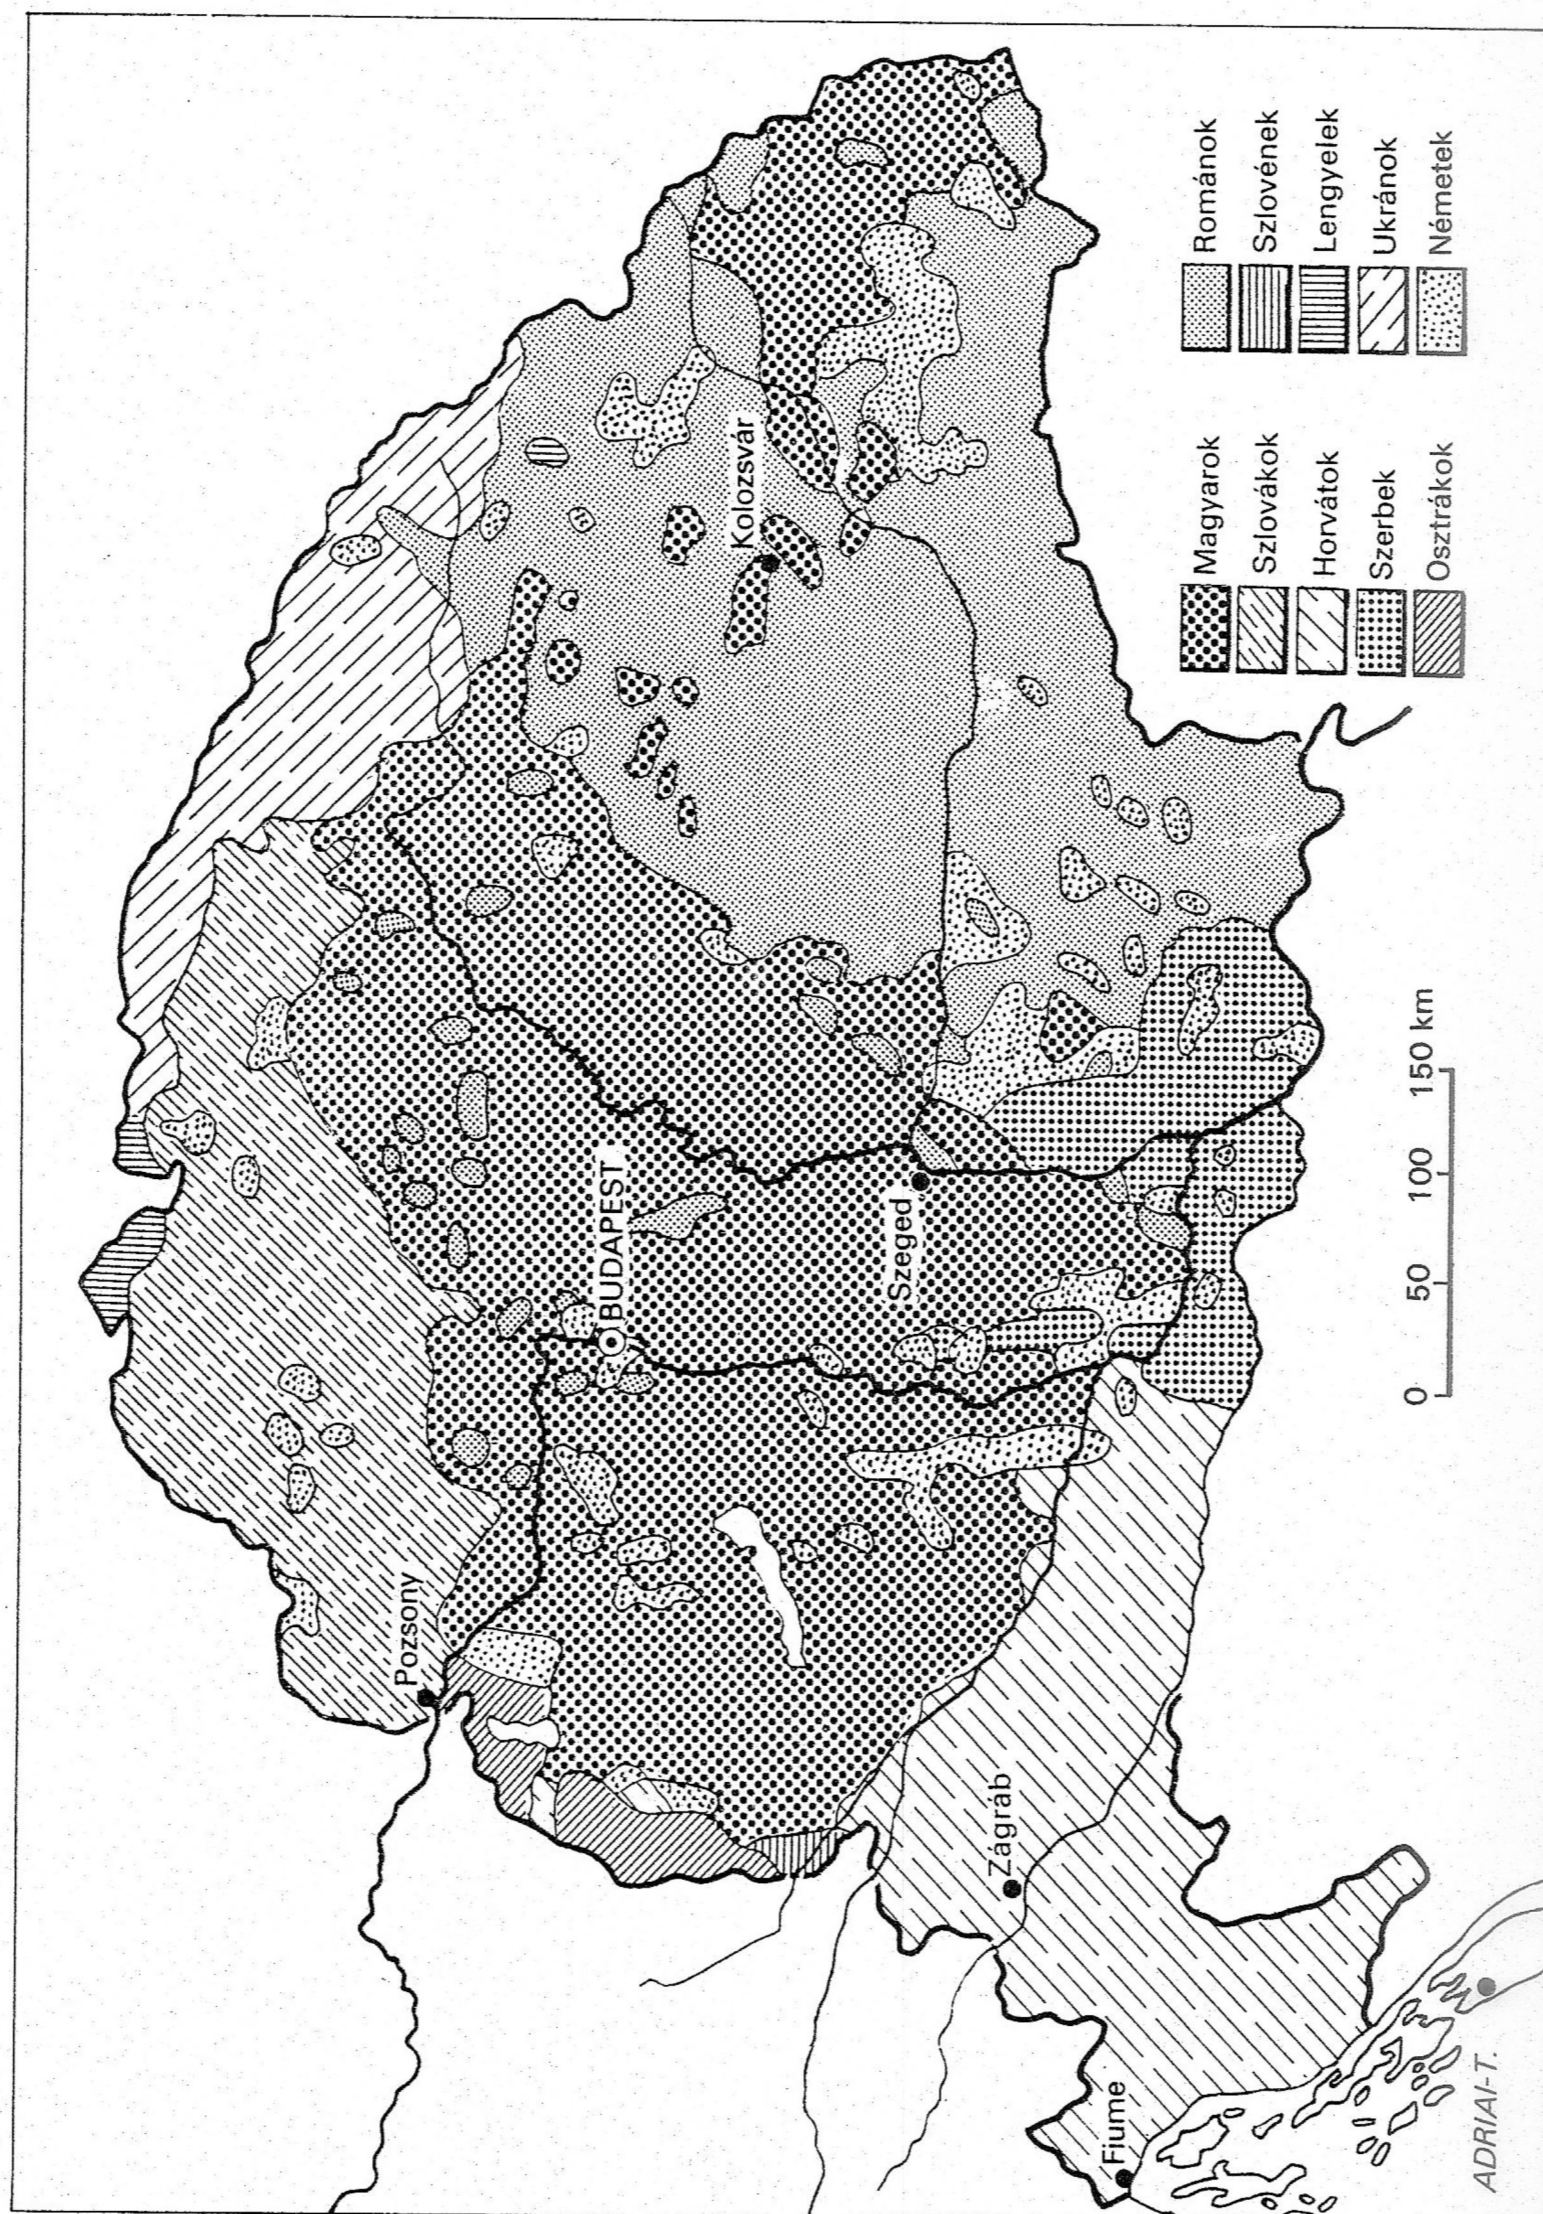 Pozsony
BUDAPEST
Kolozsvár
Szeged
Zágráb
Fiume
ADRIAI-T.
0 50 100 150 km
Magyarok
Szlovákok
Horvátok
Szerbek
Osztrákok
Románok
Szlovének
Lengyelek
Ukránok
Németek